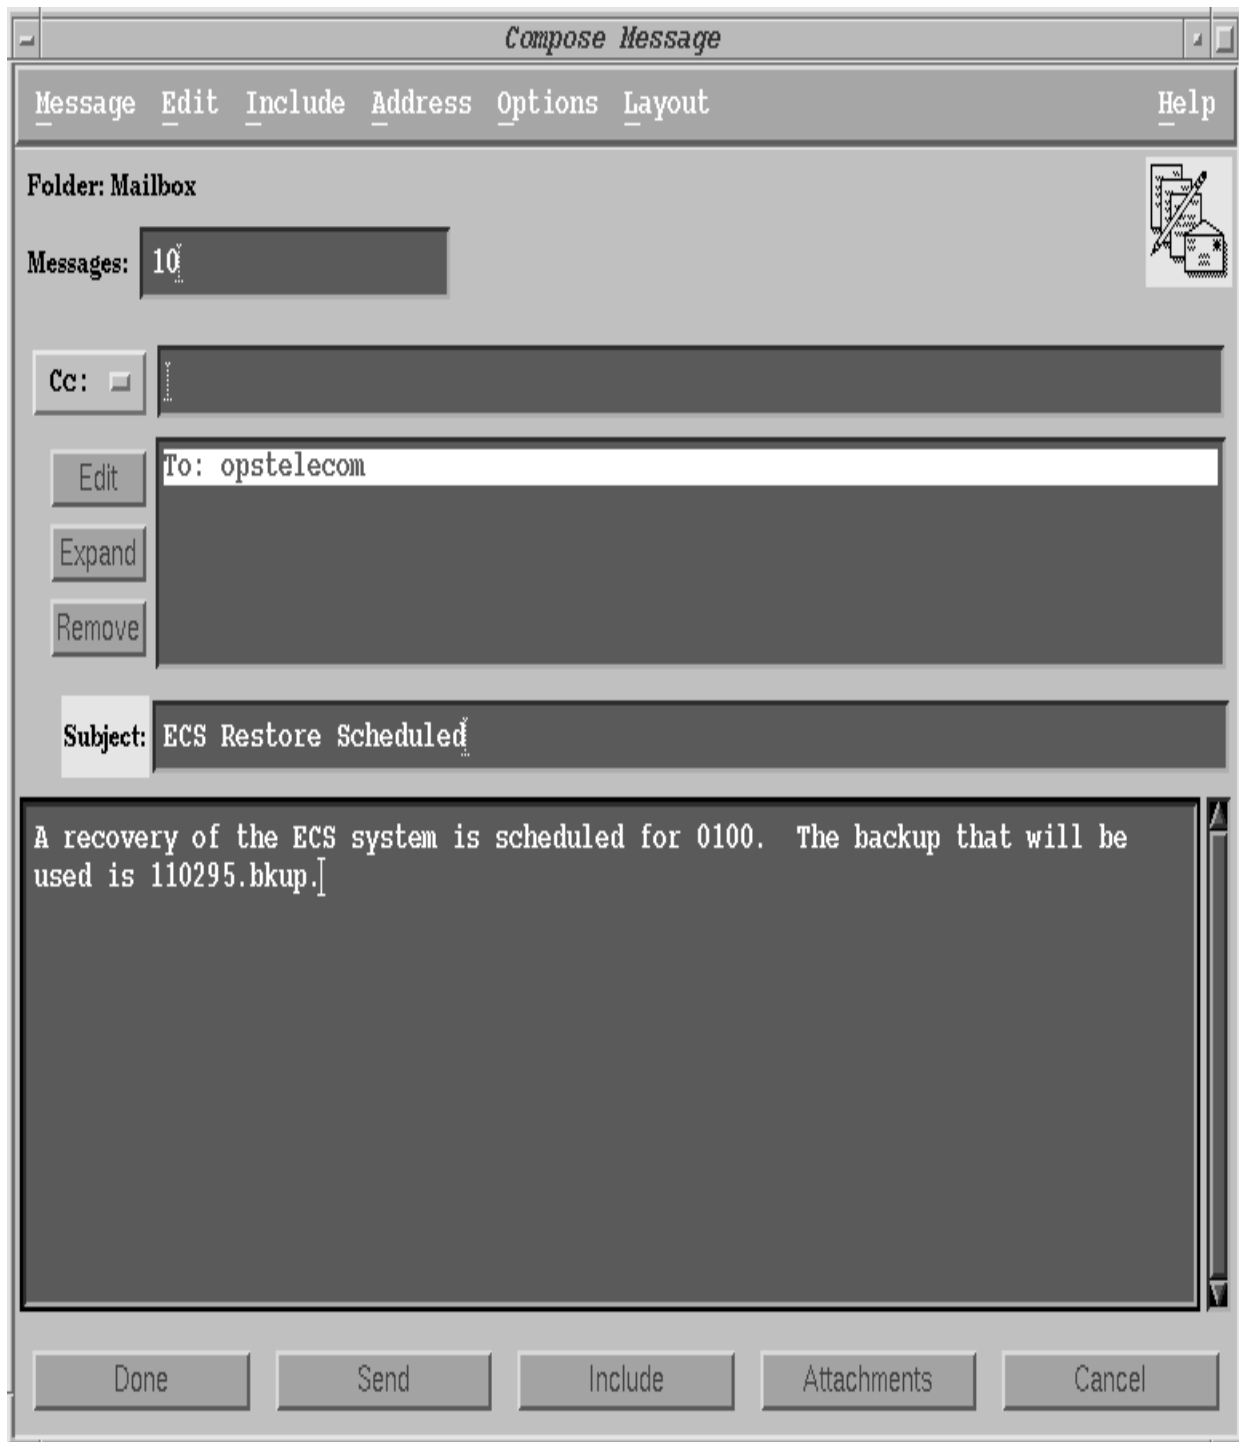 Compose Message
Message Edit Include Address Options Layout Help
Folder: Mailbox
Messages: 10
Cc:
To: opstelecom
Edit
Expand
Remove
Subject: ECS Restore Scheduled
A recovery of the ECS system is scheduled for 0100.  The backup that will be
used is 110295.bkup.
Done Send Include Attachments Cancel